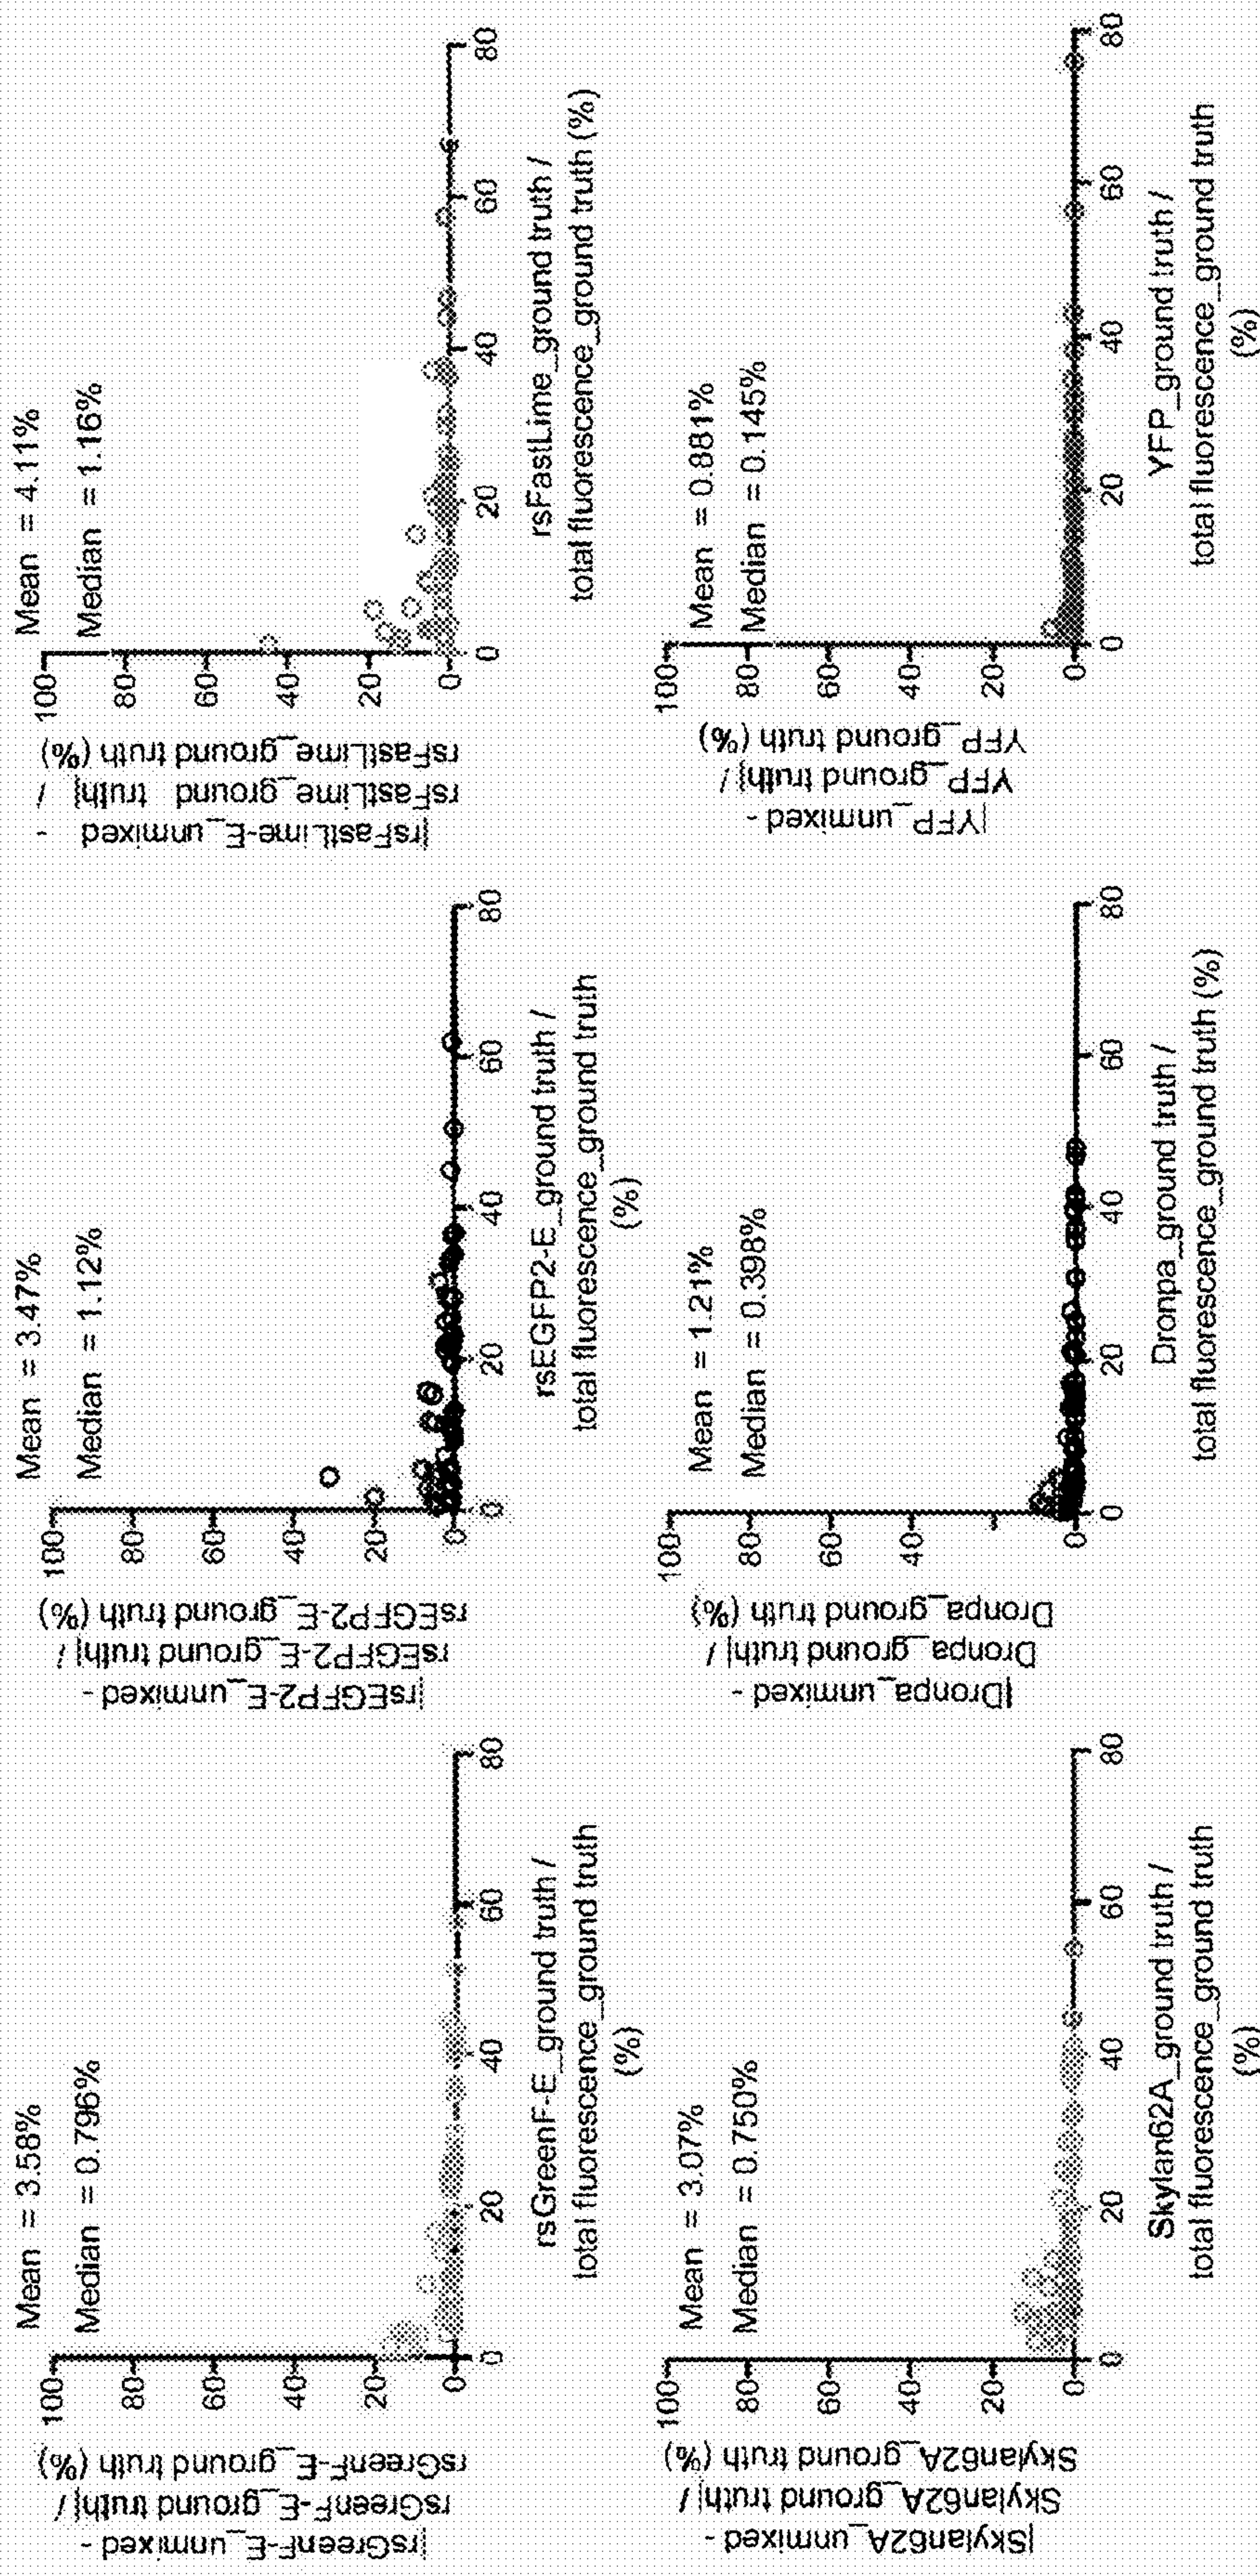 |rsGreenF-E_unmixed -
rsGreenF-E_ground truth| /
rsGreenF-E_ground truth (%)
100
80
60
40
20
0
Mean = 3.58%
Median = 0.796%
0 20 40 60 80
rsGreenF-E_ground truth /
total fluorescence_ground truth
(%)
|rsEGFP2-E_unmixed -
rsEGFP2-E_ground truth| /
rsEGFP2-E_ground truth (%)
100
80
60
40
20
0
Mean = 3.47%
Median = 1.12%
0 20 40 60 80
rsEGFP2-E_ground truth /
total fluorescence_ground truth
(%)
|rsFastLime-E_unmixed -
rsFastLime_ground truth| /
rsFastLime_ground truth (%)
100
80
60
40
20
0
Mean = 4.11%
Median = 1.16%
0 20 40 60 80
rsFastLime_ground truth /
total fluorescence_ground truth (%)
|Skylan62A_unmixed -
Skylan62A_ground truth| /
Skylan62A_ground truth (%)
100
80
60
40
20
0
Mean = 3.07%
Median = 0.750%
0 20 40 60 80
Skylan62A_ground truth /
total fluorescence_ground truth
(%)
|Dronpa_unmixed -
Dronpa_ground truth| /
Dronpa_ground truth (%)
100
80
60
40
0
Mean = 1.21%
Median = 0.398%
0 20 40 60 80
Dronpa_ground truth /
total fluorescence_ground truth (%)
|YFP_unmixed -
YFP_ground truth| /
YFP_ground truth (%)
100
80
60
40
20
0
Mean = 0.881%
Median = 0.145%
0 20 40 60 80
YFP_ground truth /
total fluorescence_ground truth
(%)